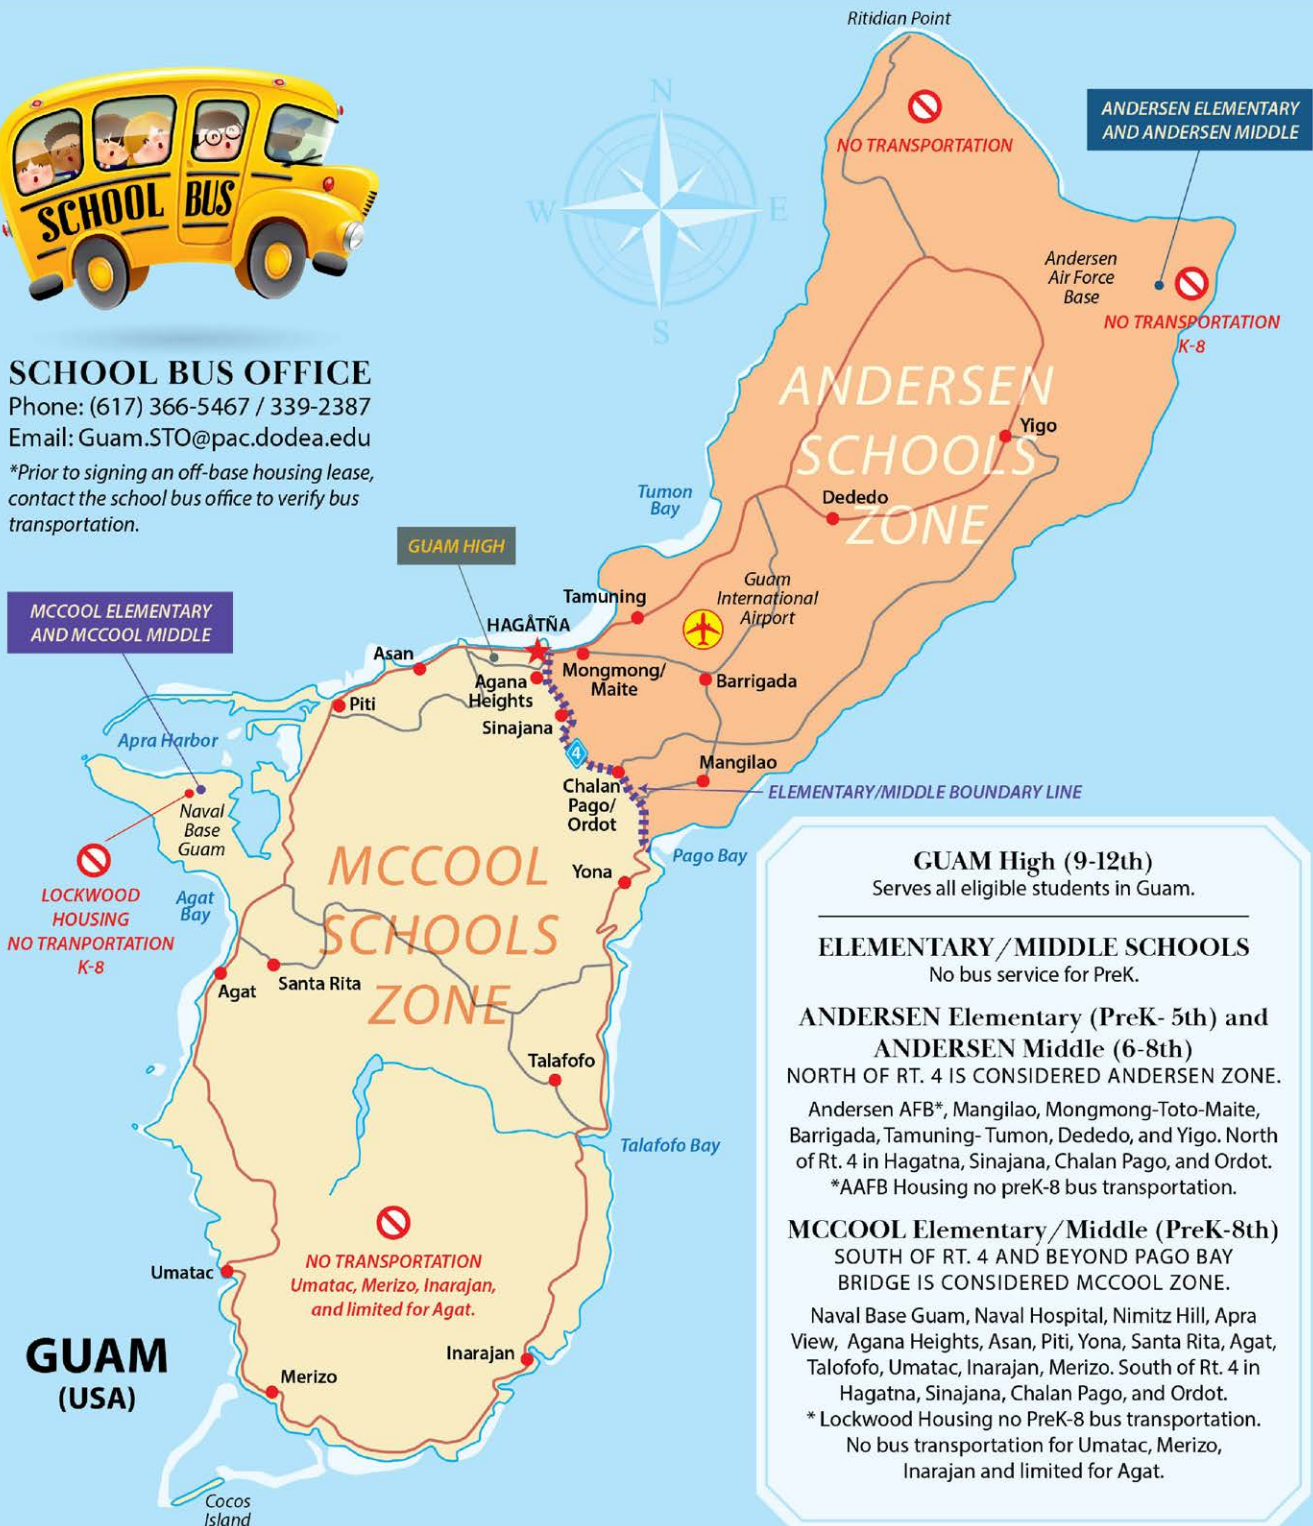 Ritidian Point
NO TRANSPORTATION
ANDERSEN ELEMENTARY
AND ANDERSEN MIDDLE
N
W
E
S
SCHOOL BUS
Andersen
Air Force
Base
NO TRANSPORTATION
K-8
SCHOOL BUS OFFICE
Phone: (617) 366-5467 / 339-2387
Email: Guam.STO@pac.dodea.edu
*Prior to signing an off-base housing lease,
contact the school bus office to verify bus
transportation.
ANDERSEN
SCHOOLS
ZONE
Yigo
Dededo
Tumon
Bay
GUAM HIGH
Guam
International
Airport
Tamuning
MCCOOL ELEMENTARY
AND MCCOOL MIDDLE
HAGÅTÑA
Asan
Mongmong/
Maite
Agana
Heights
Barrigada
Piti
Sinajana
Apra Harbor
4
Mangilao
Chalan
Pago/
Ordot
ELEMENTARY/MIDDLE BOUNDARY LINE
Naval
Base
Guam
Pago Bay
Yona
MCCOOL
SCHOOLS
ZONE
LOCKWOOD
HOUSING
NO TRANPORTATION
K-8
Agat
Bay
Agat
Santa Rita
Talafofo
Talafofo Bay
NO TRANSPORTATION
Umatac, Merizo, Inarajan,
and limited for Agat.
Umatac
Inarajan
Merizo
GUAM
(USA)
Cocos
Island
GUAM High (9-12th)
Serves all eligible students in Guam.
ELEMENTARY/MIDDLE SCHOOLS
No bus service for PreK.
ANDERSEN Elementary (PreK- 5th) and
ANDERSEN Middle (6-8th)
NORTH OF RT. 4 IS CONSIDERED ANDERSEN ZONE.
Andersen AFB*, Mangilao, Mongmong-Toto-Maite,
Barrigada, Tamuning- Tumon, Dededo, and Yigo. North
of Rt. 4 in Hagatna, Sinajana, Chalan Pago, and Ordot.
*AAFB Housing no preK-8 bus transportation.
MCCOOL Elementary/Middle (PreK-8th)
SOUTH OF RT. 4 AND BEYOND PAGO BAY
BRIDGE IS CONSIDERED MCCOOL ZONE.
Naval Base Guam, Naval Hospital, Nimitz Hill, Apra
View, Agana Heights, Asan, Piti, Yona, Santa Rita, Agat,
Talofofo, Umatac, Inarajan, Merizo. South of Rt. 4 in
Hagatna, Sinajana, Chalan Pago, and Ordot.
* Lockwood Housing no PreK-8 bus transportation.
No bus transportation for Umatac, Merizo,
Inarajan and limited for Agat.